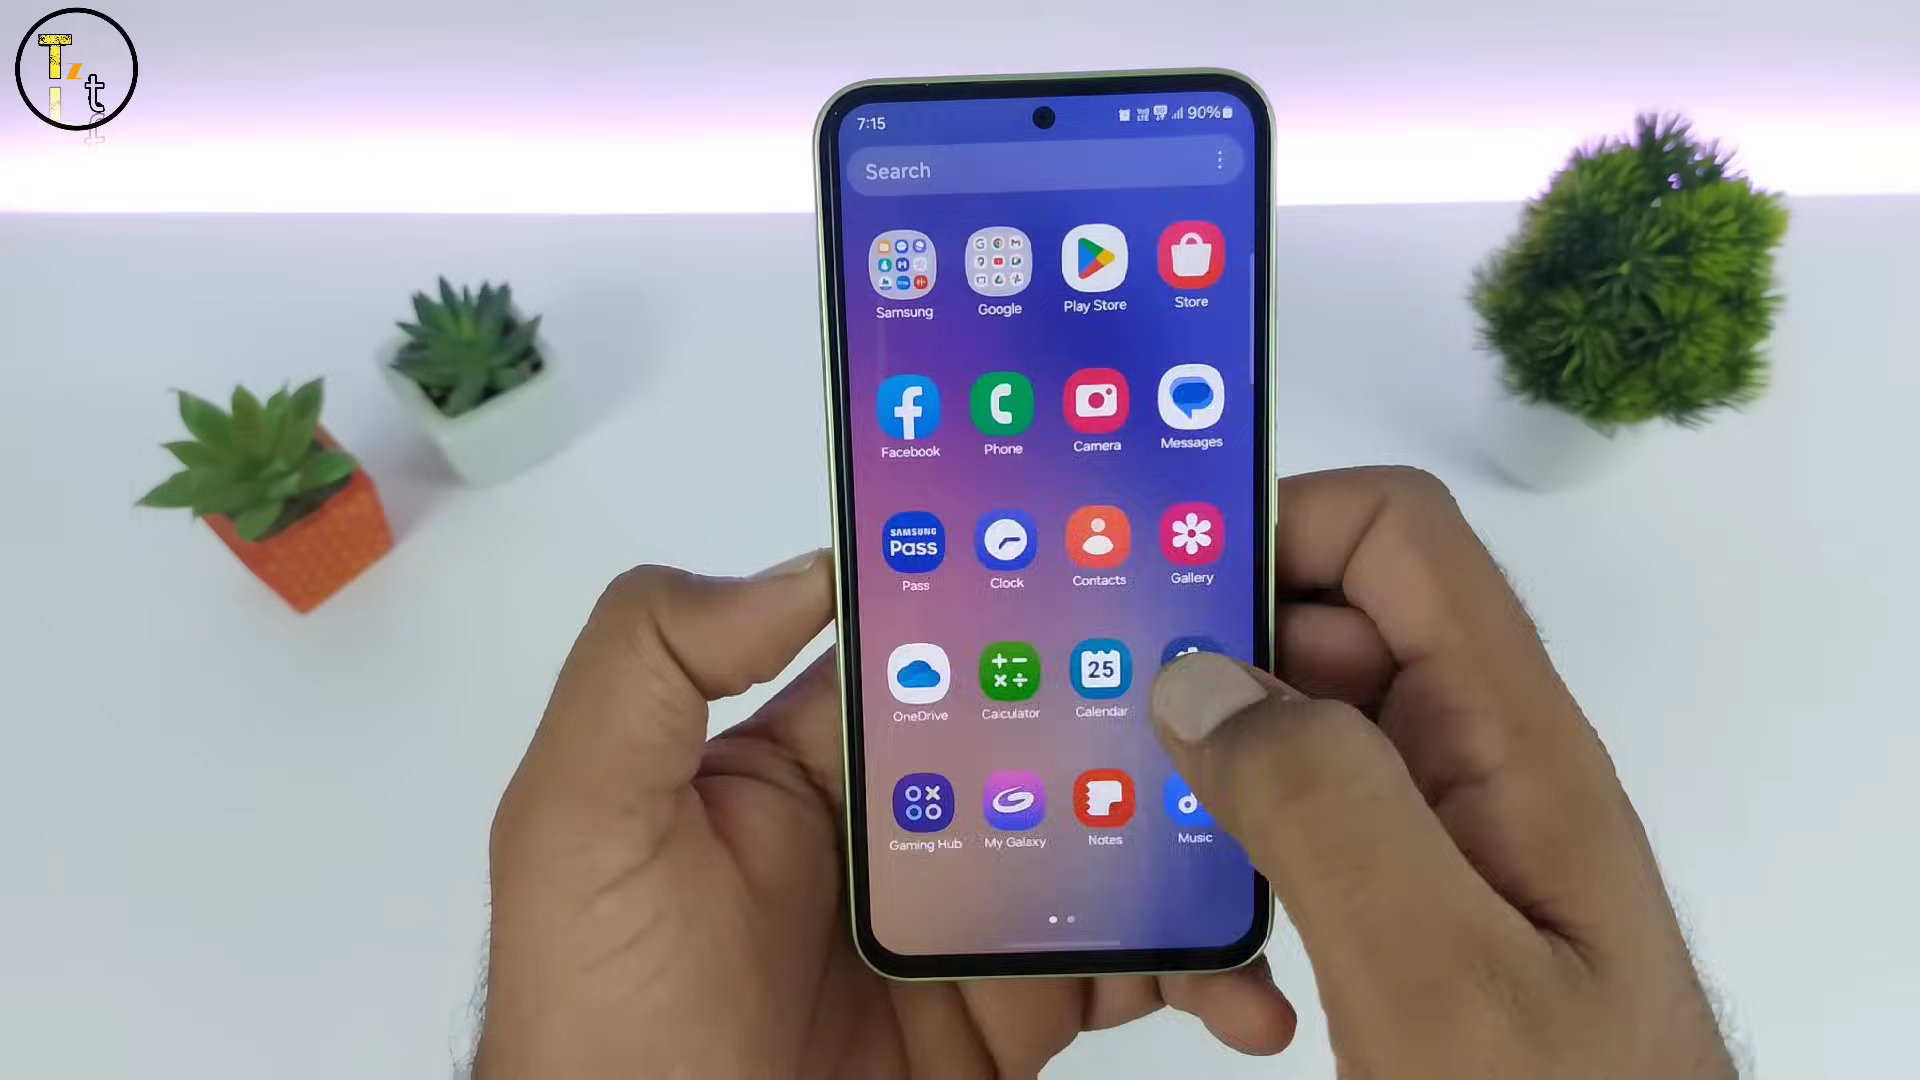 T
t
7:15
90%
Search
Samsung
Google
Play Store
Store
Facebook
Phone
Camera
Messages
SAMSUNG
Pass
Pass
Clock
Contacts
Gallery
25
OneDrive
Calculator
Calendar
Gaming Hub
My Galaxy
Notes
Music